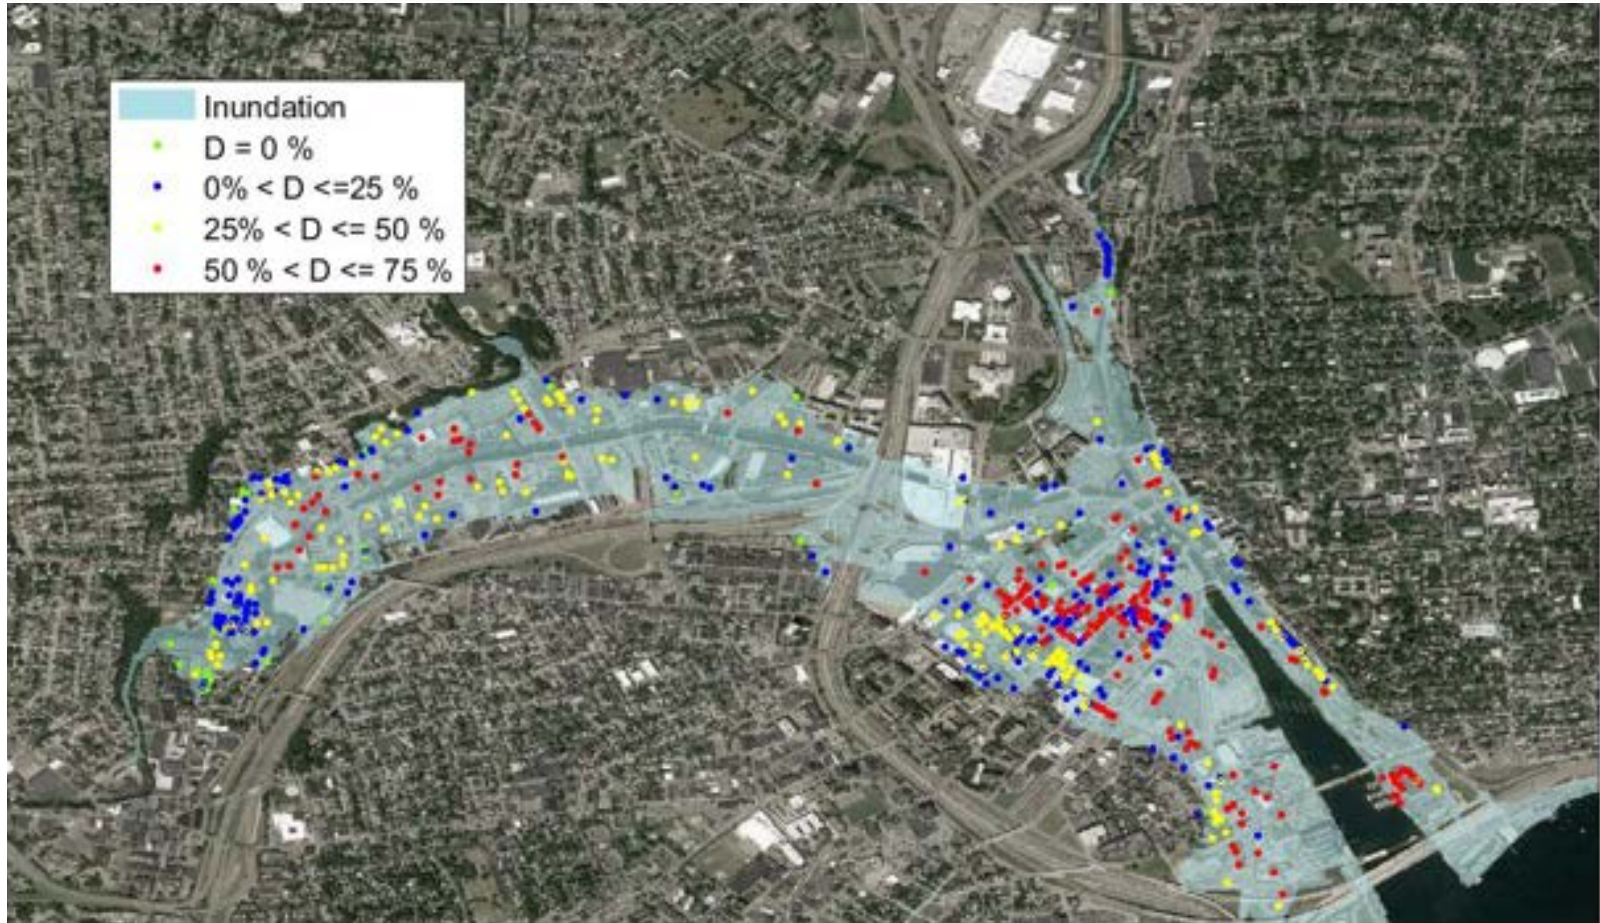 Inundation
D = 0 %
0% < D <=25 %
25% < D <= 50 %
50 % < D <= 75 %